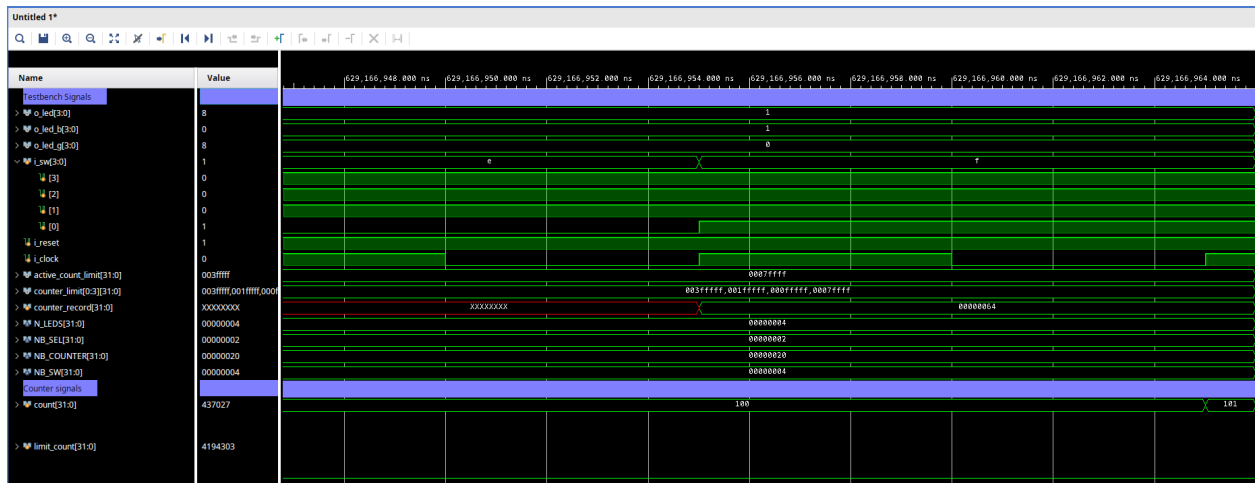 Untitled 1*
Name Value 629,166,948.000 ns 629,166,950.000 ns 629,166,952.000 ns 629,166,954.000 ns 629,166,956.000 ns 629,166,958.000 ns 629,166,960.000 ns 629,166,962.000 ns 629,166,964.000 ns
Testbench Signals
o_led[3:0] 8 1
o_led_b[3:0] 0 1
o_led_g[3:0] 8 0
i_sw[3:0] 1 e f
[3] 0
[2] 0
[1] 0
[0] 1
i_reset 1
i_clock 0
active_count_limit[31:0] 003fffff 0007ffff
counter_limit[0:3][31:0] 003fffff,001fffff,000f 003fffff,001fffff,000fffff,0007ffff
counter_record[31:0] XXXXXXXX XXXXXXXX 00000064
N_LEDS[31:0] 00000004 00000004
NB_SEL[31:0] 00000002 00000002
NB_COUNTER[31:0] 00000020 00000020
NB_SW[31:0] 00000004 00000004
Counter signals
count[31:0] 437027 100 101
limit_count[31:0] 4194303